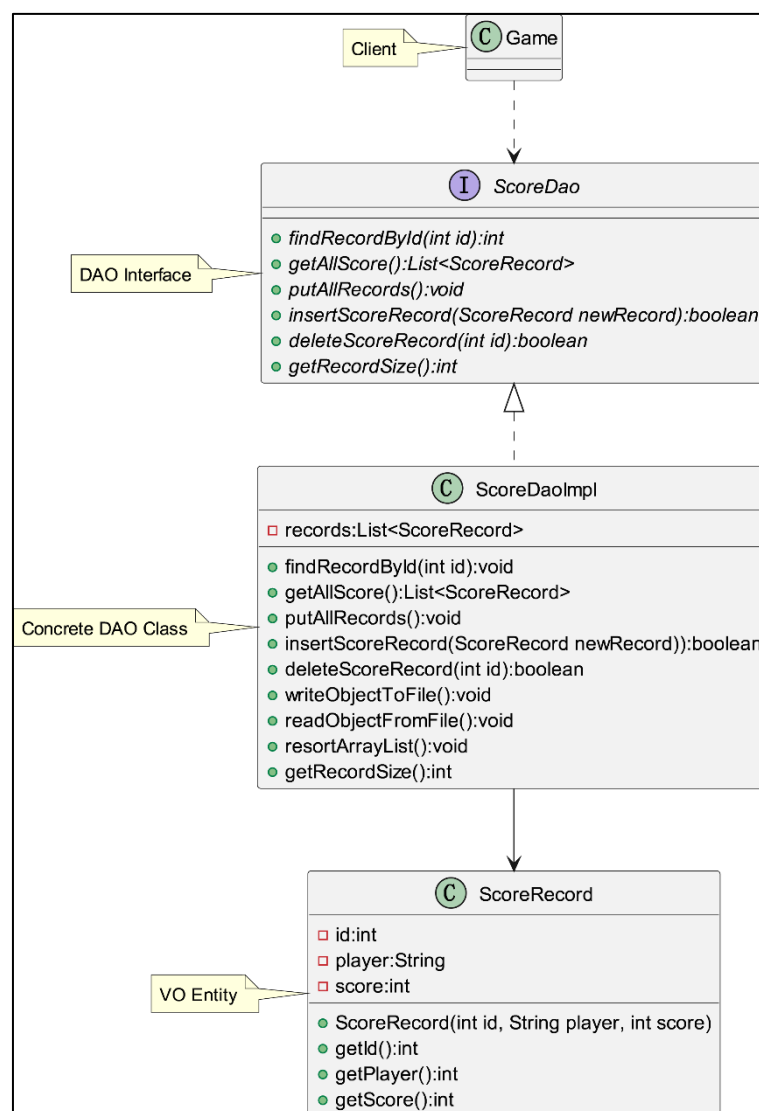 Client
C Game
I ScoreDao
findRecordById(int id):int
getAllScore():List<ScoreRecord>
putAllRecords():void
insertScoreRecord(ScoreRecord newRecord):boolean
deleteScoreRecord(int id):boolean
getRecordSize():int
DAO Interface
C ScoreDaoImpl
records:List<ScoreRecord>
findRecordById(int id):void
getAllScore():List<ScoreRecord>
putAllRecords():void
insertScoreRecord(ScoreRecord newRecord)):boolean
deleteScoreRecord(int id):boolean
writeObjectToFile():void
readObjectFromFile():void
resortArrayList():void
getRecordSize():int
Concrete DAO Class
C ScoreRecord
id:int
player:String
score:int
VO Entity
ScoreRecord(int id, String player, int score)
getId():int
getPlayer():int
getScore():int